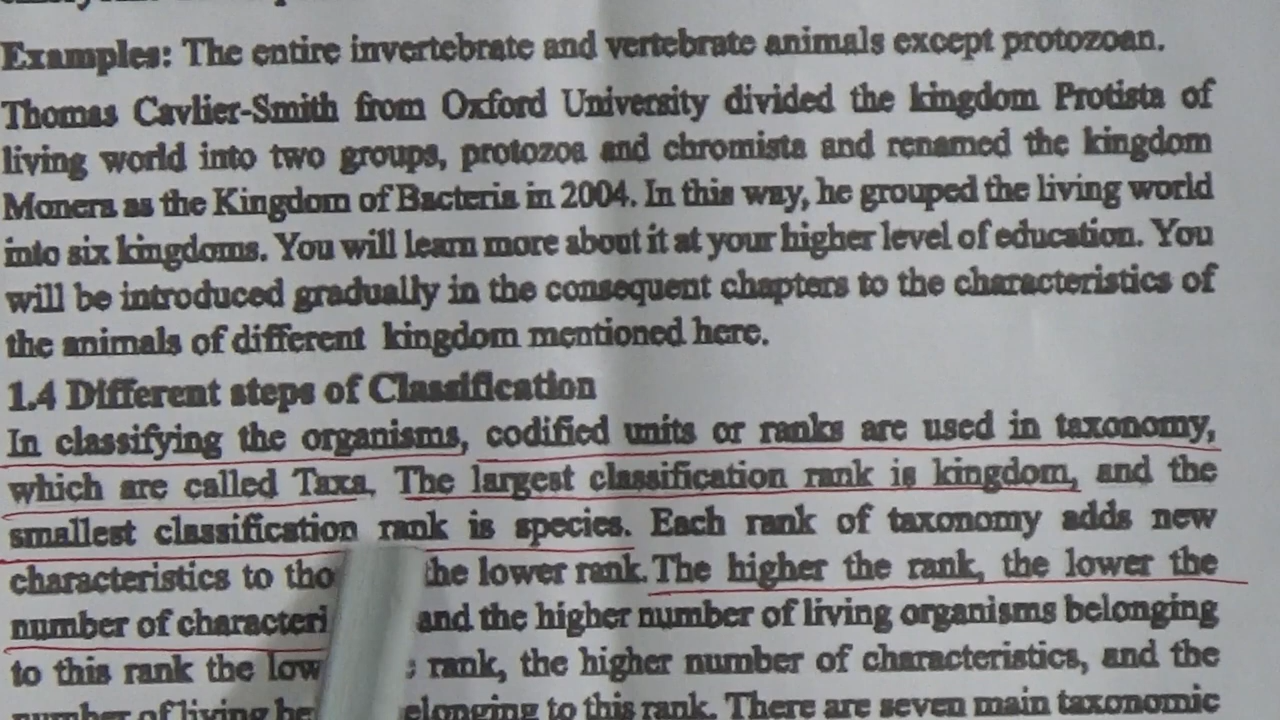 Examples: The entire invertebrate and vertebrate animals except protozoan.
Thomas Cavlier-Smith from Oxford University divided the kingdom Protista of
living world into two groups, protozoa and chromista and renamed the kingdom
Monera as the Kingdom of Bacteria in 2004. In this way, he grouped the living world
into six kingdoms. You will learn more about it at your higher level of education. You
will be introduced gradually in the consequent chapters to the characteristics of
the animals of different kingdom mentioned here.
1.4 Different steps of Classification
In classifying the organisms, codified units or ranks are used in taxonomy,
which are called Taxa. The largest classification rank is kingdom, and the
smallest classification rank is species. Each rank of taxonomy adds new
characteristics to the lower rank. The higher the rank, the lower the
number of and the higher number of living organisms belonging
to this rank the rank, the higher number of characteristics, and the
number of living to this rank. There are seven main taxonomic